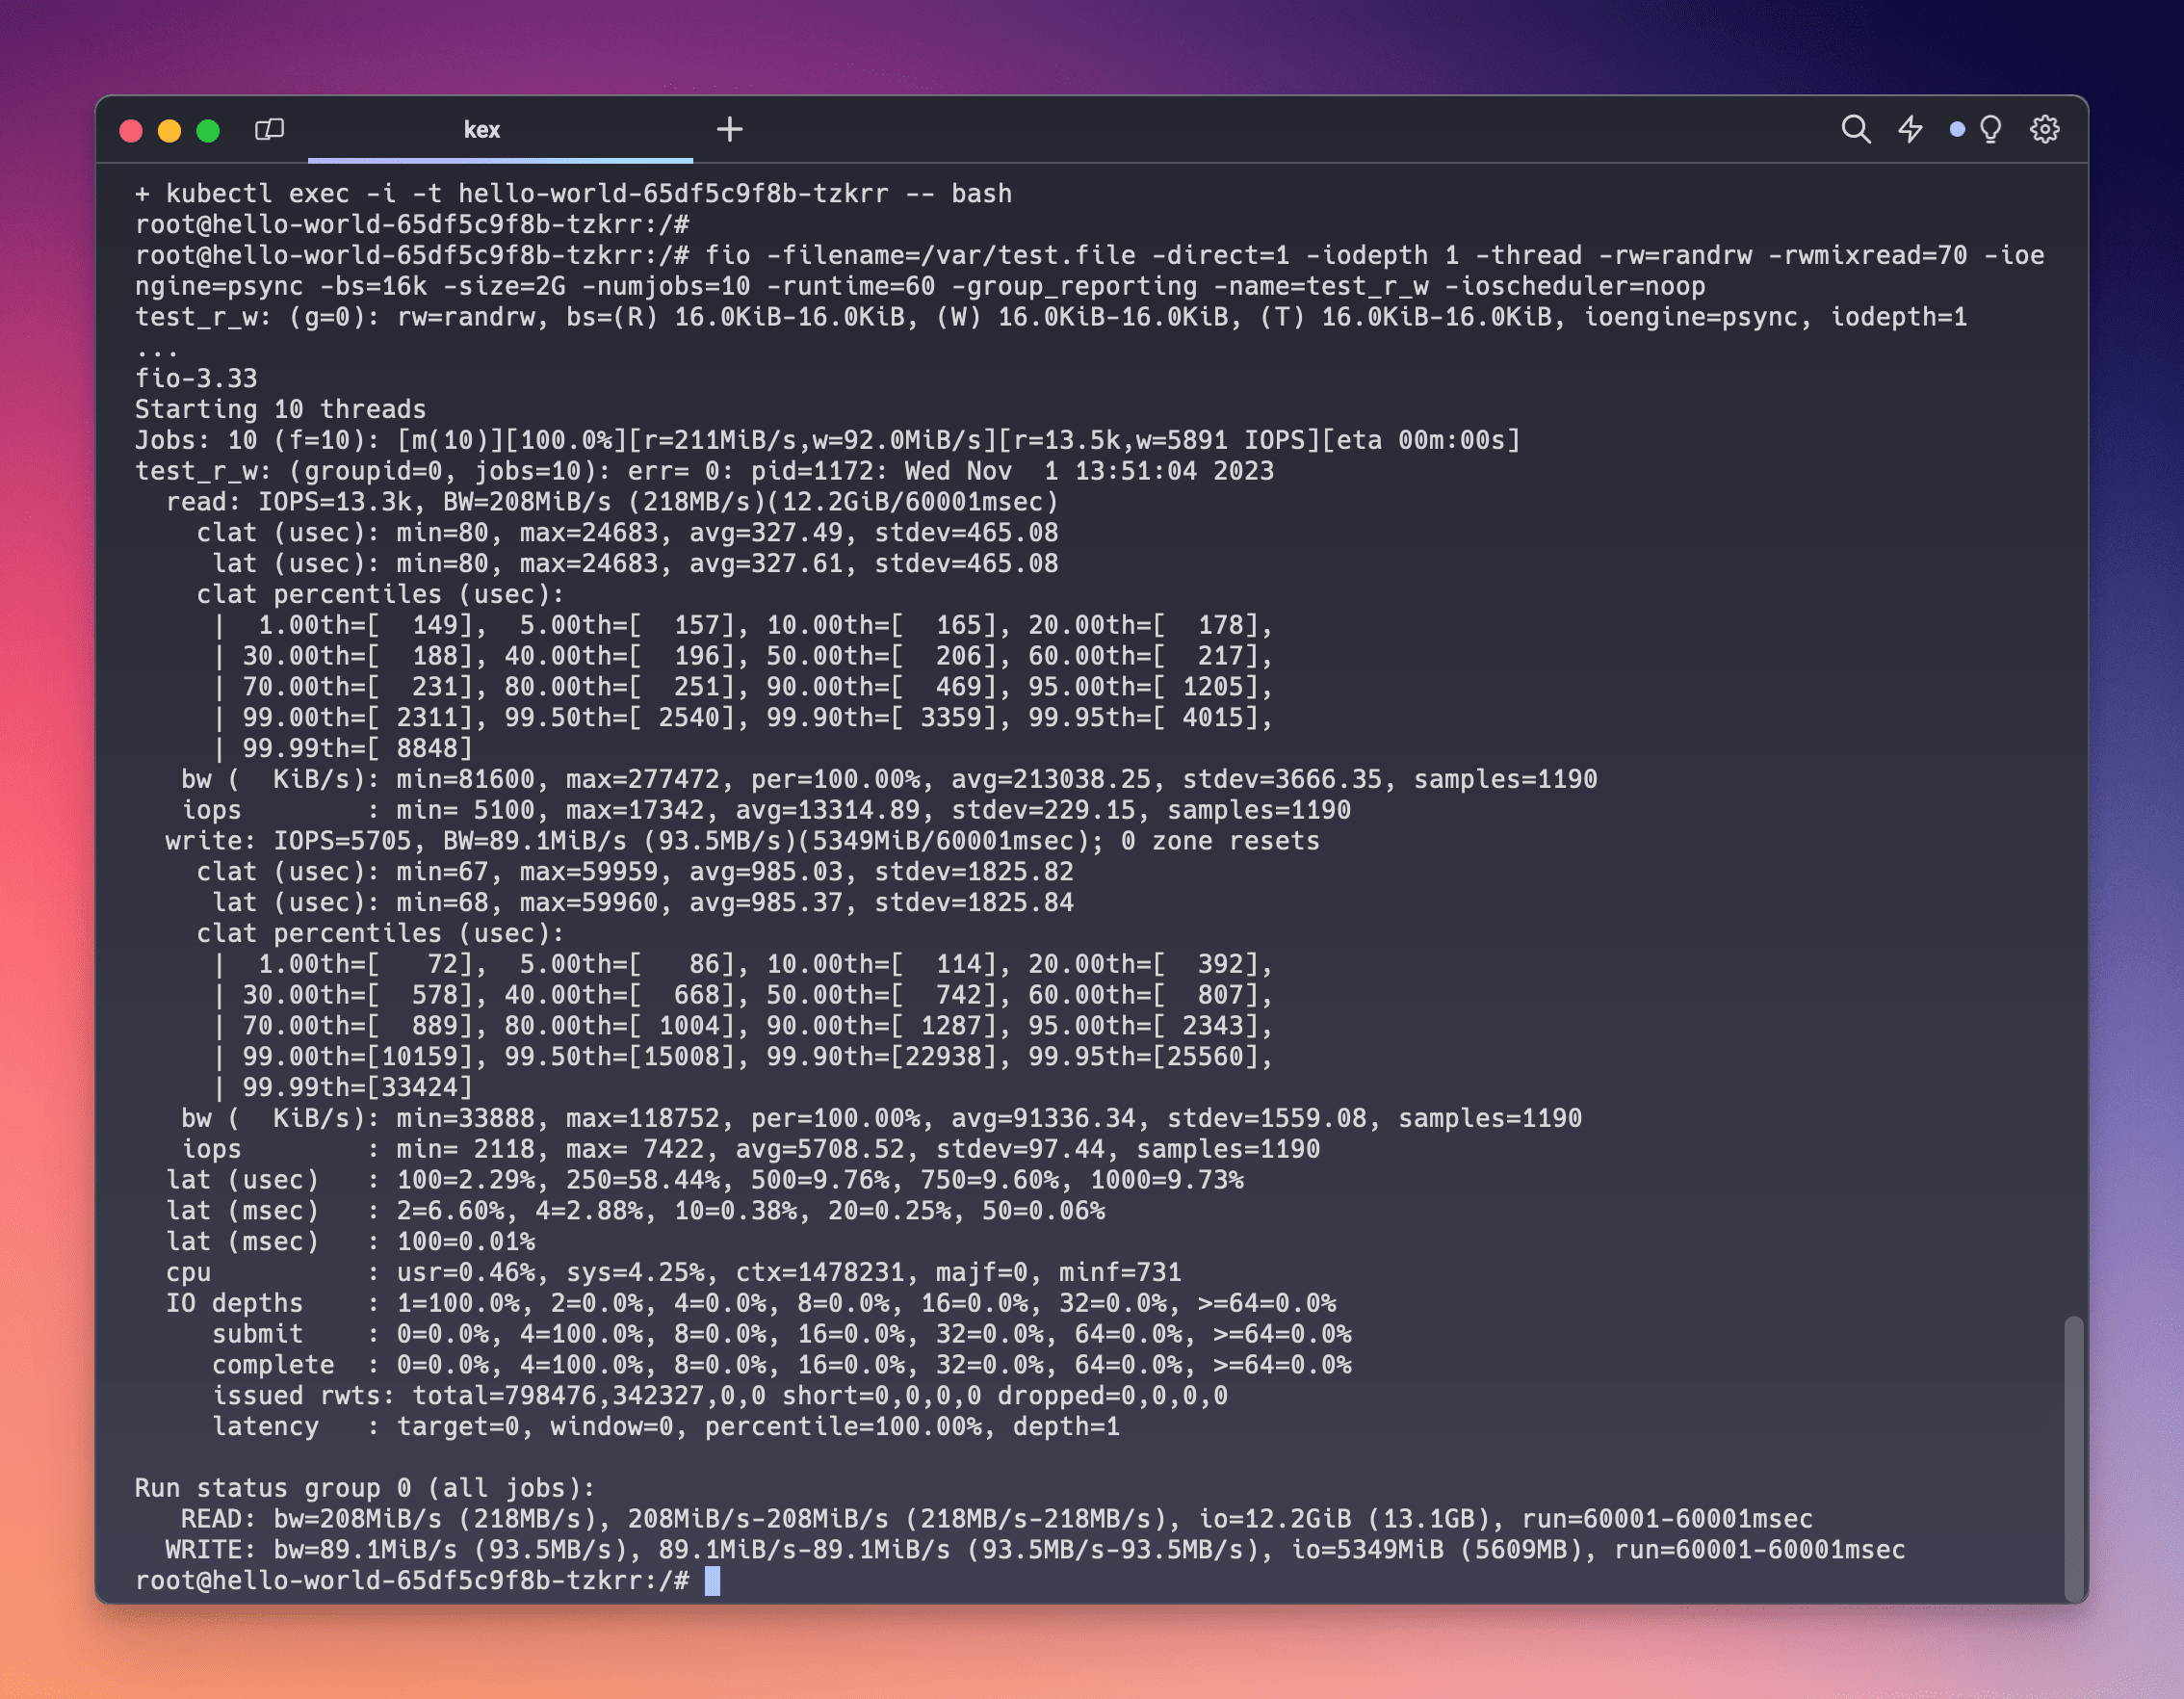 kex
+ kubectl exec -i -t hello-world-65df5c9f8b-tzkrr -- bash
root@hello-world-65df5c9f8b-tzkrr:/#
root@hello-world-65df5c9f8b-tzkrr:/# fio -filename=/var/test.file -direct=1 -iodepth 1 -thread -rw=randrw -rwmixread=70 -ioe
ngine=psync -bs=16k -size=2G -numjobs=10 -runtime=60 -group_reporting -name=test_r_w -ioscheduler=noop
test_r_w: (g=0): rw=randrw, bs=(R) 16.0KiB-16.0KiB, (W) 16.0KiB-16.0KiB, (T) 16.0KiB-16.0KiB, ioengine=psync, iodepth=1
...
fio-3.33
Starting 10 threads
Jobs: 10 (f=10): [m(10)][100.0%][r=211MiB/s,w=92.0MiB/s][r=13.5k,w=5891 IOPS][eta 00m:00s]
test_r_w: (groupid=0, jobs=10): err= 0: pid=1172: Wed Nov  1 13:51:04 2023
  read: IOPS=13.3k, BW=208MiB/s (218MB/s)(12.2GiB/60001msec)
    clat (usec): min=80, max=24683, avg=327.49, stdev=465.08
     lat (usec): min=80, max=24683, avg=327.61, stdev=465.08
    clat percentiles (usec):
     |  1.00th=[  149],  5.00th=[  157], 10.00th=[  165], 20.00th=[  178],
     | 30.00th=[  188], 40.00th=[  196], 50.00th=[  206], 60.00th=[  217],
     | 70.00th=[  231], 80.00th=[  251], 90.00th=[  469], 95.00th=[ 1205],
     | 99.00th=[ 2311], 99.50th=[ 2540], 99.90th=[ 3359], 99.95th=[ 4015],
     | 99.99th=[ 8848]
   bw (  KiB/s): min=81600, max=277472, per=100.00%, avg=213038.25, stdev=3666.35, samples=1190
   iops        : min= 5100, max=17342, avg=13314.89, stdev=229.15, samples=1190
  write: IOPS=5705, BW=89.1MiB/s (93.5MB/s)(5349MiB/60001msec); 0 zone resets
    clat (usec): min=67, max=59959, avg=985.03, stdev=1825.82
     lat (usec): min=68, max=59960, avg=985.37, stdev=1825.84
    clat percentiles (usec):
     |  1.00th=[   72],  5.00th=[   86], 10.00th=[  114], 20.00th=[  392],
     | 30.00th=[  578], 40.00th=[  668], 50.00th=[  742], 60.00th=[  807],
     | 70.00th=[  889], 80.00th=[ 1004], 90.00th=[ 1287], 95.00th=[ 2343],
     | 99.00th=[10159], 99.50th=[15008], 99.90th=[22938], 99.95th=[25560],
     | 99.99th=[33424]
   bw (  KiB/s): min=33888, max=118752, per=100.00%, avg=91336.34, stdev=1559.08, samples=1190
   iops        : min= 2118, max= 7422, avg=5708.52, stdev=97.44, samples=1190
  lat (usec)   : 100=2.29%, 250=58.44%, 500=9.76%, 750=9.60%, 1000=9.73%
  lat (msec)   : 2=6.60%, 4=2.88%, 10=0.38%, 20=0.25%, 50=0.06%
  lat (msec)   : 100=0.01%
  cpu          : usr=0.46%, sys=4.25%, ctx=1478231, majf=0, minf=731
  IO depths    : 1=100.0%, 2=0.0%, 4=0.0%, 8=0.0%, 16=0.0%, 32=0.0%, >=64=0.0%
     submit    : 0=0.0%, 4=100.0%, 8=0.0%, 16=0.0%, 32=0.0%, 64=0.0%, >=64=0.0%
     complete  : 0=0.0%, 4=100.0%, 8=0.0%, 16=0.0%, 32=0.0%, 64=0.0%, >=64=0.0%
     issued rwts: total=798476,342327,0,0 short=0,0,0,0 dropped=0,0,0,0
     latency   : target=0, window=0, percentile=100.00%, depth=1
Run status group 0 (all jobs):
   READ: bw=208MiB/s (218MB/s), 208MiB/s-208MiB/s (218MB/s-218MB/s), io=12.2GiB (13.1GB), run=60001-60001msec
  WRITE: bw=89.1MiB/s (93.5MB/s), 89.1MiB/s-89.1MiB/s (93.5MB/s-93.5MB/s), io=5349MiB (5609MB), run=60001-60001msec
root@hello-world-65df5c9f8b-tzkrr:/#